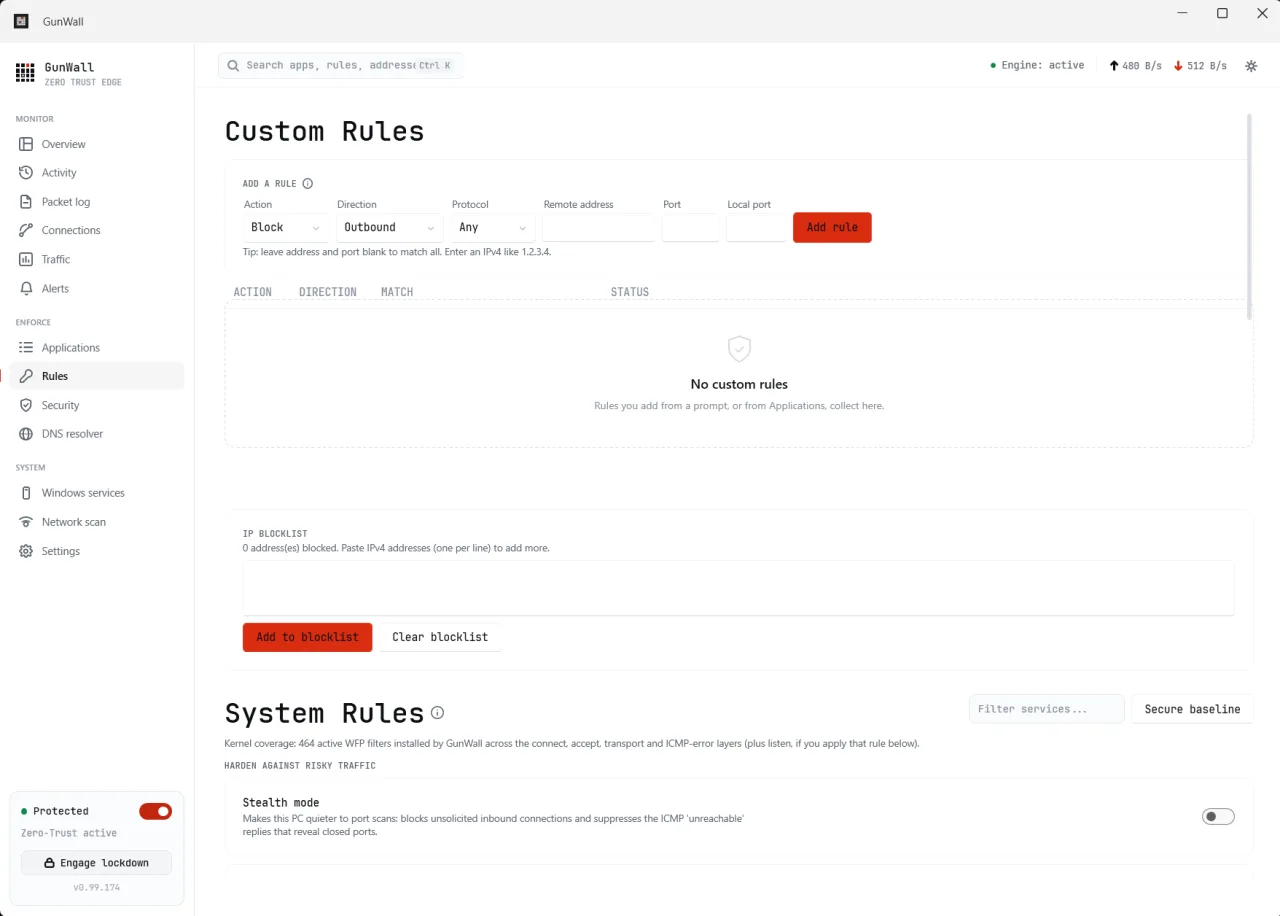 GunWall
GunWall
ZERO TRUST EDGE
Search apps, rules, addresse Ctrl K
Engine: active
480 B/s
512 B/s
MONITOR
Overview
Activity
Packet log
Connections
Traffic
Alerts
ENFORCE
Applications
Rules
Security
DNS resolver
SYSTEM
Windows services
Network scan
Settings
Protected
Zero-Trust active
Engage lockdown
v0.99.174
Custom Rules
ADD A RULE
Action Direction Protocol Remote address Port Local port
Block Outbound Any Add rule
Tip: leave address and port blank to match all. Enter an IPv4 like 1.2.3.4.
ACTION DIRECTION MATCH STATUS
No custom rules
Rules you add from a prompt, or from Applications, collect here.
IP BLOCKLIST
0 address(es) blocked. Paste IPv4 addresses (one per line) to add more.
Add to blocklist Clear blocklist
System Rules
Filter services... Secure baseline
Kernel coverage: 464 active WFP filters installed by GunWall across the connect, accept, transport and ICMP-error layers (plus listen, if you apply that rule below).
HARDEN AGAINST RISKY TRAFFIC
Stealth mode
Makes this PC quieter to port scans: blocks unsolicited inbound connections and suppresses the ICMP 'unreachable'
replies that reveal closed ports.